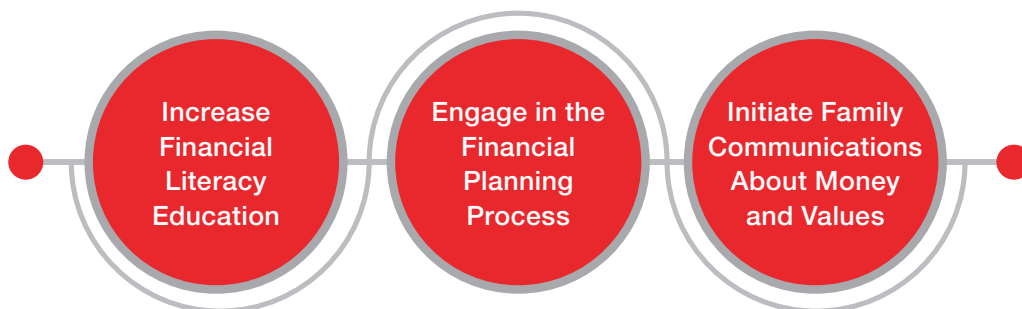 Increase
Financial
Literacy
Education
Engage in the
Financial
Planning
Process
Initiate Family
Communications
About Money
and Values